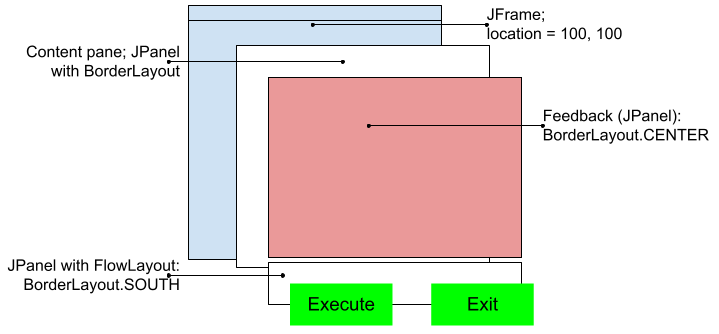 JFrame;
location = 100, 100
Content pane; JPanel
with BorderLayout
Feedback (JPanel):
BorderLayout.CENTER
JPanel with FlowLayout:
BorderLayout.SOUTH
Execute
Exit